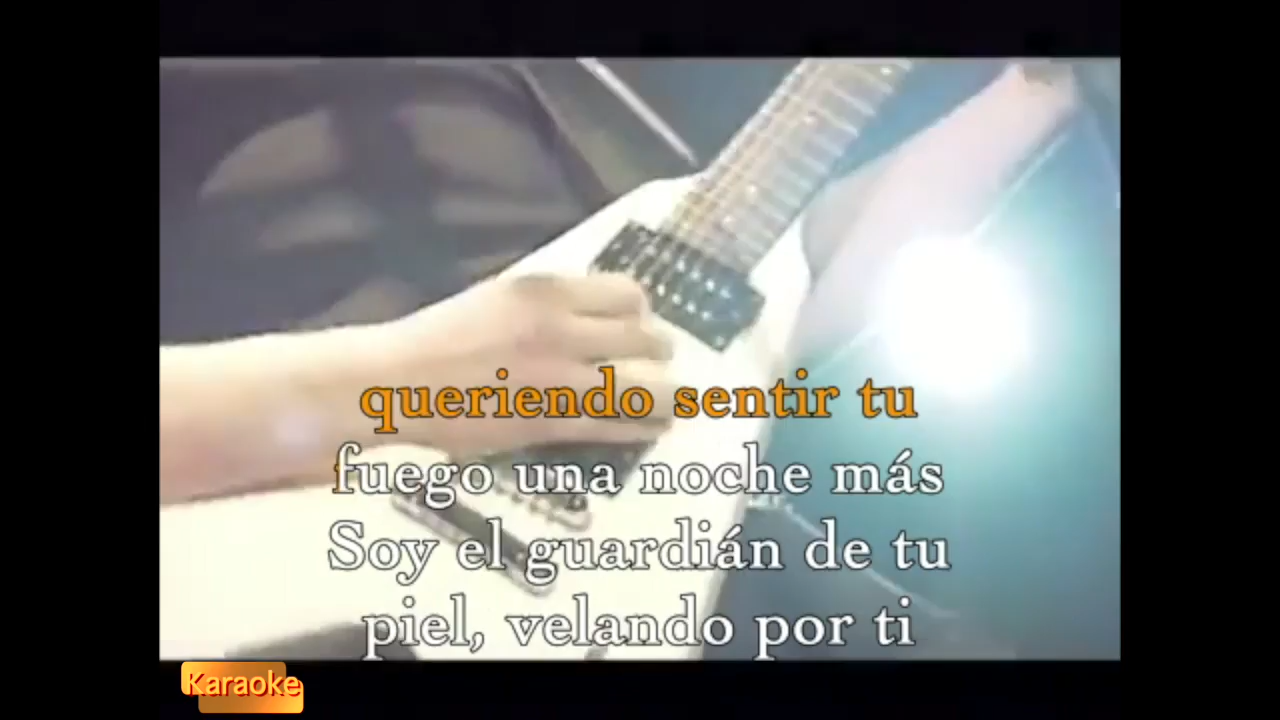 queriendo sentir tu
fuego una noche más
Soy el guardián de tu
piel, velando por ti
Karaoke